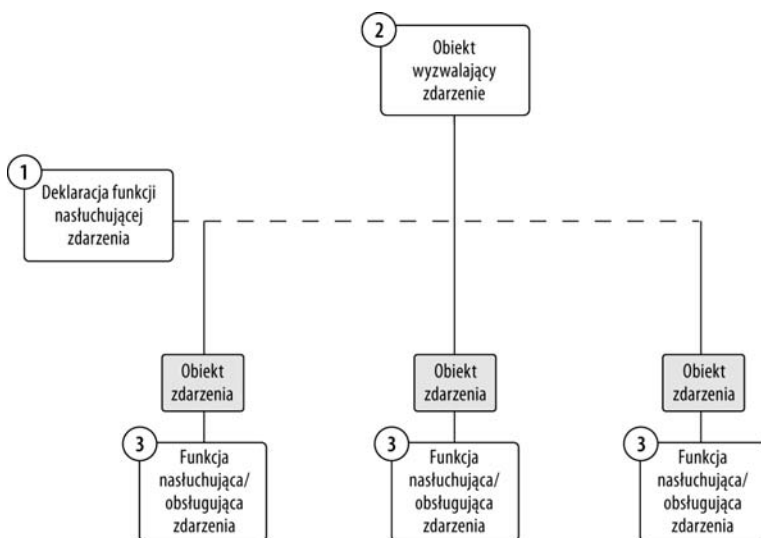 2
Obiekt
wyzwalający
zdarzenie
1
Deklaracja funkcji
nasłuchującej
zdarzenia
Obiekt
zdarzenia
Obiekt
zdarzenia
Obiekt
zdarzenia
3
Funkcja
nasłuchująca/
obsługująca
zdarzenia
3
Funkcja
nasłuchująca/
obsługująca
zdarzenia
3
Funkcja
nasłuchująca/
obsługująca
zdarzenia